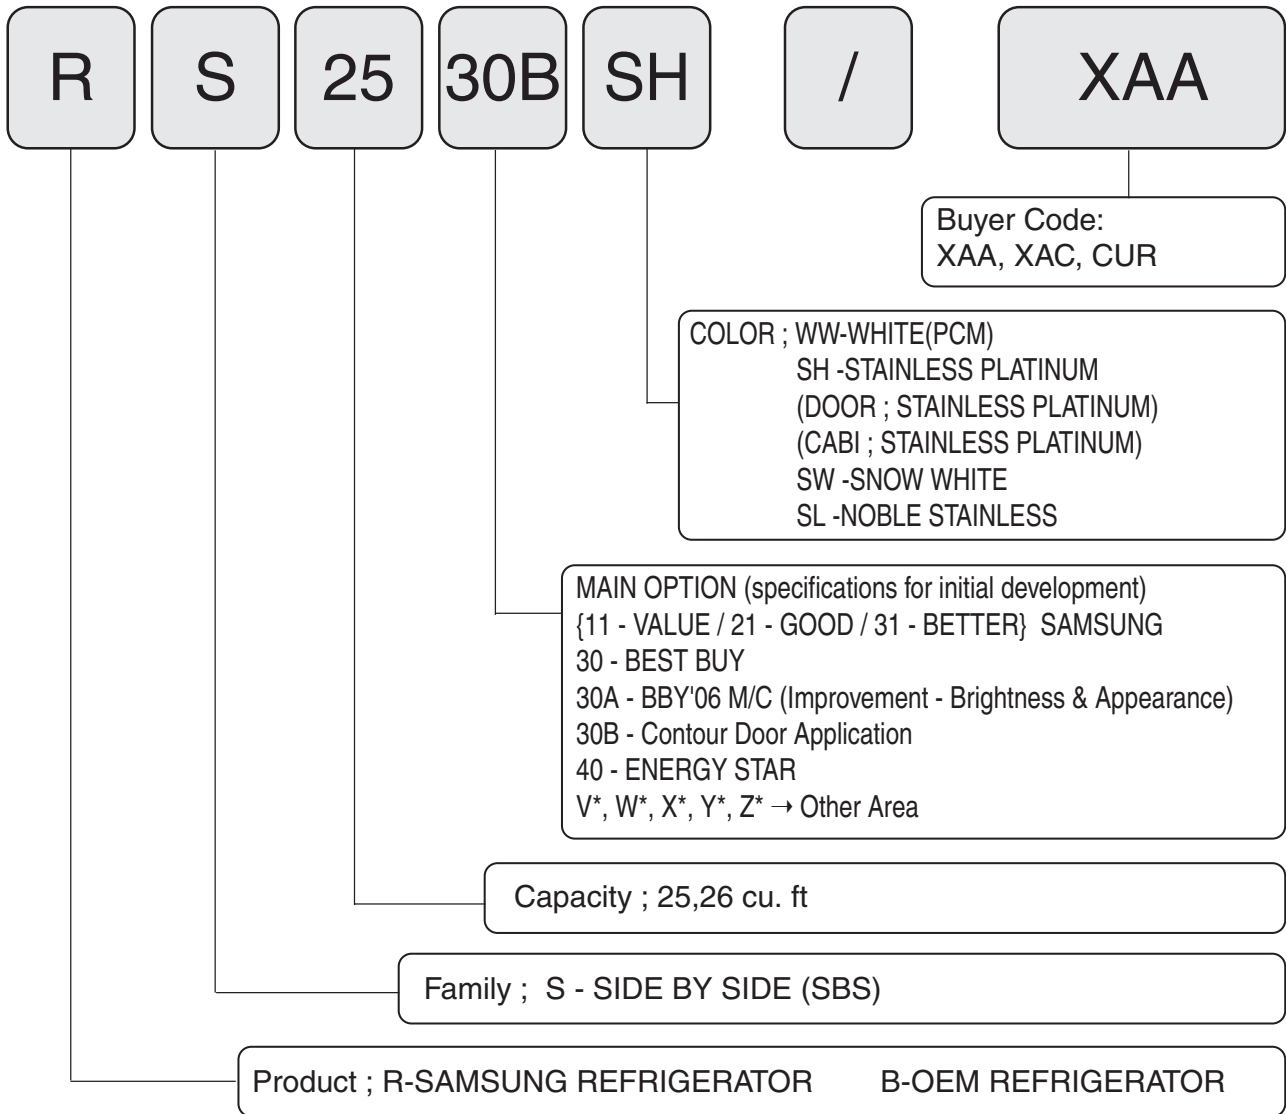 R S 25 30B SH / XAA
Buyer Code:
XAA, XAC, CUR
COLOR ; WW-WHITE(PCM)
SH -STAINLESS PLATINUM
(DOOR ; STAINLESS PLATINUM)
(CABI ; STAINLESS PLATINUM)
SW -SNOW WHITE
SL -NOBLE STAINLESS
MAIN OPTION (specifications for initial development)
{11 - VALUE / 21 - GOOD / 31 - BETTER} SAMSUNG
30 - BEST BUY
30A - BBY'06 M/C (Improvement - Brightness & Appearance)
30B - Contour Door Application
40 - ENERGY STAR
V*, W*, X*, Y*, Z* → Other Area
Capacity ; 25,26 cu. ft
Family ; S - SIDE BY SIDE (SBS)
Product ; R-SAMSUNG REFRIGERATOR B-OEM REFRIGERATOR